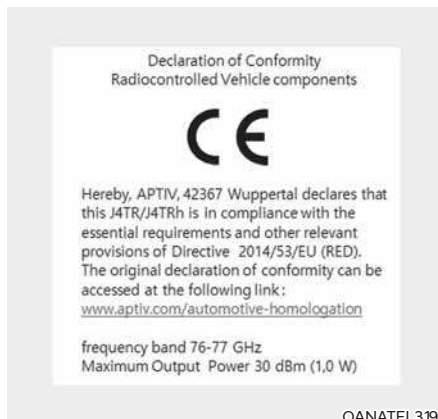 Declaration of Conformity
Radiocontrolled Vehicle components
CE
Hereby, APTIV, 42367 Wuppertal declares that
this J4TR/J4TRh is in compliance with the
essential requirements and other relevant
provisions of Directive 2014/53/EU (RED).
The original declaration of conformity can be
accessed at the following link:
www.aptiv.com/automotive-homologation
frequency band 76-77 GHz
Maximum Output Power 30 dBm (1,0 W)
OANATEL319